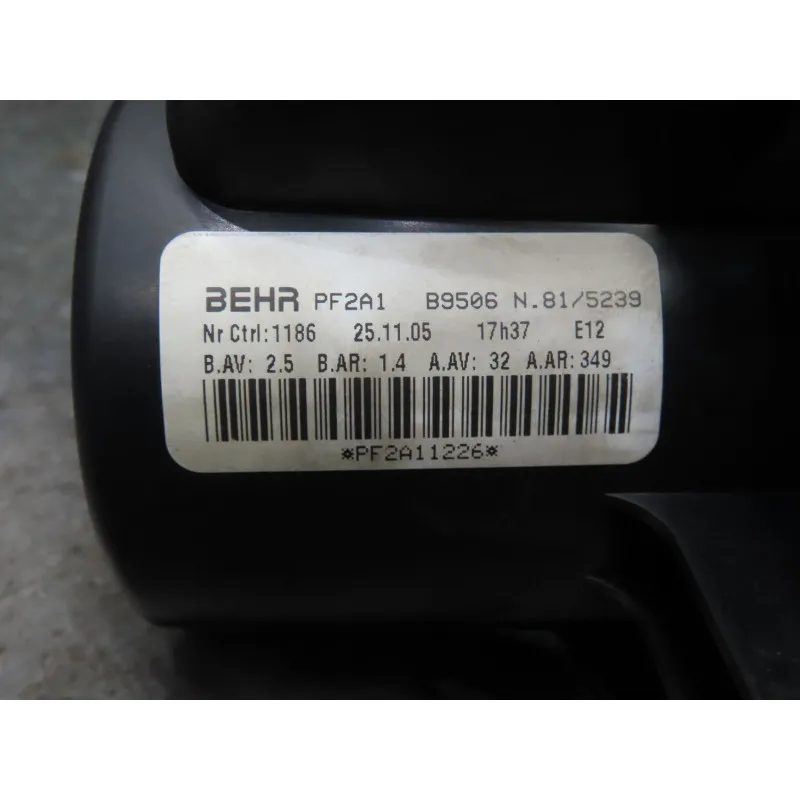 BEHR PF2A1 B9506 N.81/5239
Nr Ctrl:1186 25.11.05 17h37 E12
B.AV: 2.5 B.AR: 1.4 A.AV: 32 A.AR:349
*PF2A11226*